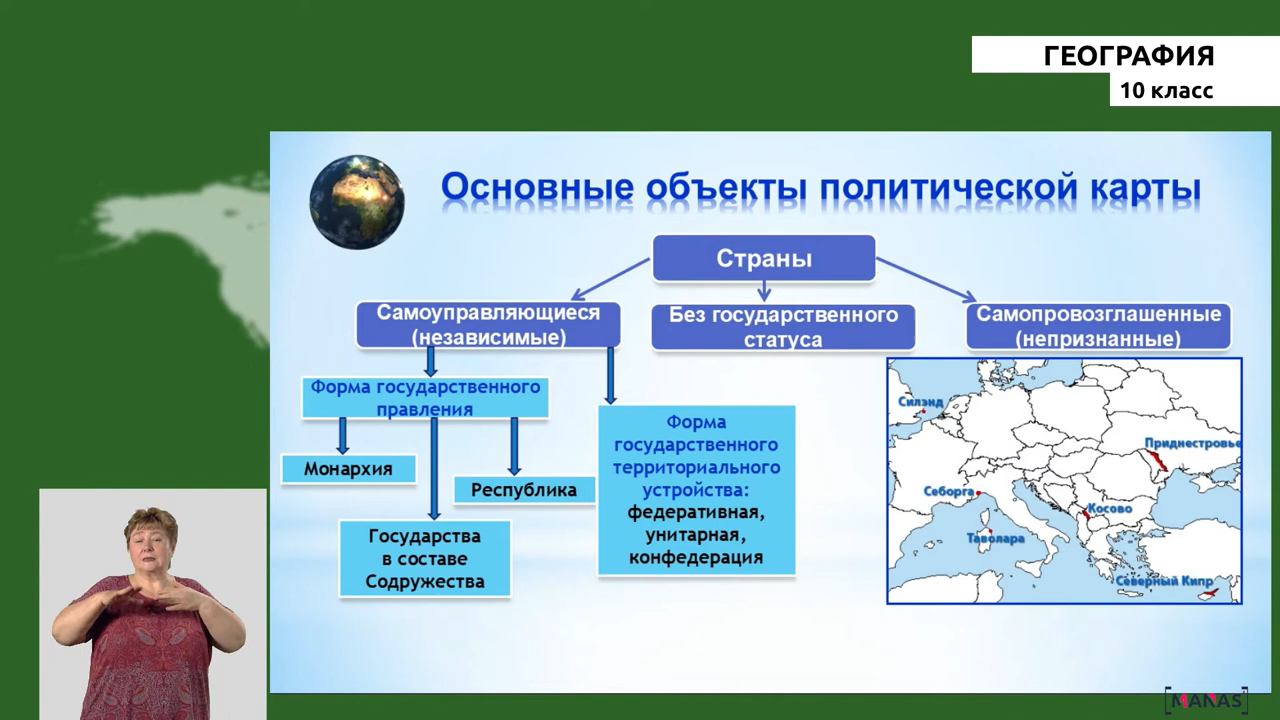 ГЕОГРАФИЯ
10 класс
Основные объекты политической карты
Страны
Самоуправляющиеся
(независимые)
Без государственного
статуса
Самопровозглашенные
(непризнанные)
Форма государственного
правления
Монархия
Республика
Государства
в составе
Содружества
Форма
государственного
территориального
устройства:
федеративная,
унитарная,
конфедерация
Силэнд
Приднестровье
Себорга
Косово
Таволара
Северный Кипр
[MANAS]